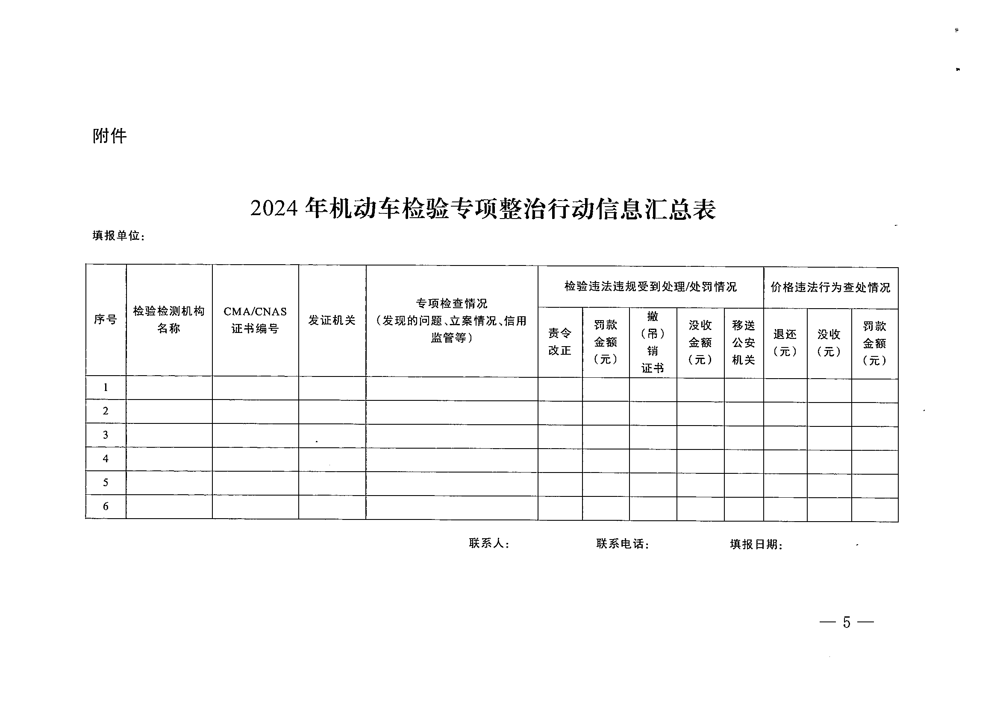 附件
2024 年机动车检验专项整治行动信息汇总表
填报单位：
序号
检验检测机构
名称
CMA/CNAS
证书编号
发证机关
专项检查情况
（发现的问题、立案情况、信用
监管等）
检验违法违规受到处理/处罚情况
责令
改正
罚款
金额
（元）
撤
（吊）
销
证书
没收
金额
（元）
移送
公安
机关
价格违法行为查处情况
退还
（元）
没收
（元）
罚款
金额
（元）
1
2
3
4
5
6
联系人：
联系电话：
填报日期：
— 5 —